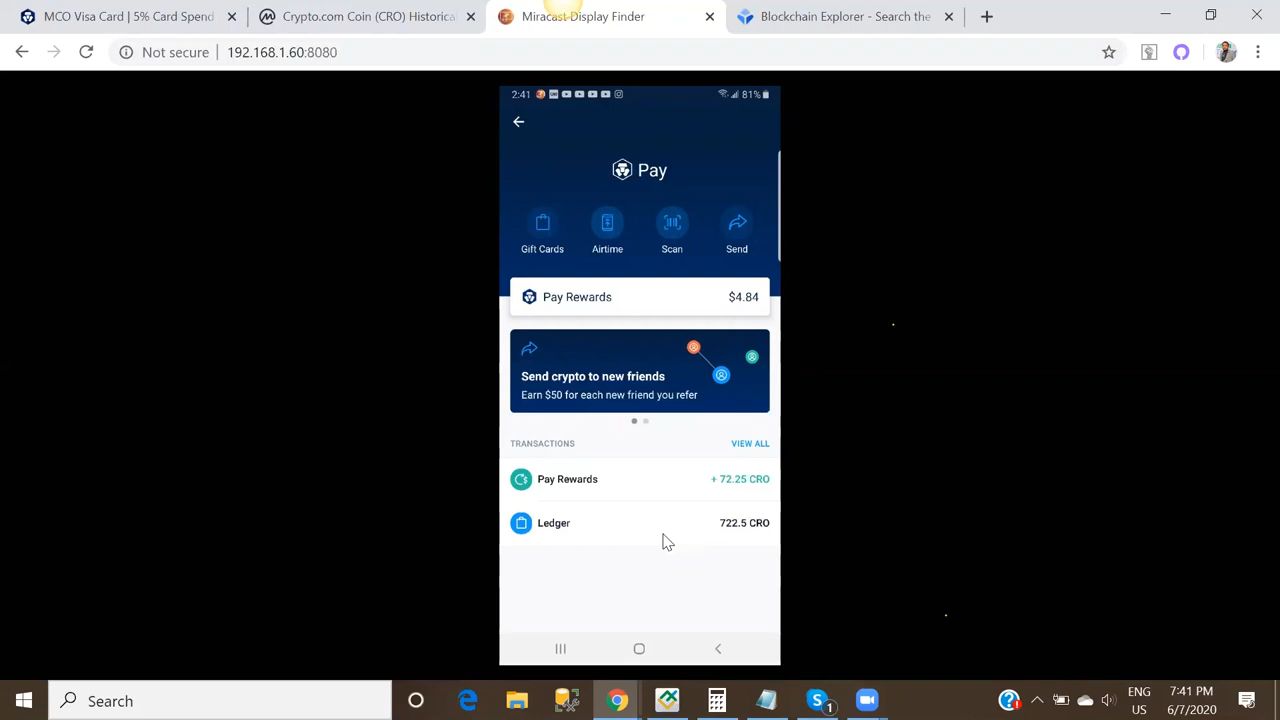 MCO Visa Card | 5% Card Spend
Crypto.com Coin (CRO) Historical
Miracast Display Finder
Blockchain Explorer - Search the
Not secure
192.168.1.60:8080
2:41
81%
Pay
Gift Cards
Airtime
Scan
Send
Pay Rewards
$4.84
Send crypto to new friends
Earn $50 for each new friend you refer
TRANSACTIONS
VIEW ALL
Pay Rewards
+ 72.25 CRO
Ledger
722.5 CRO
Search
1
ENG
US
7:41 PM
6/7/2020